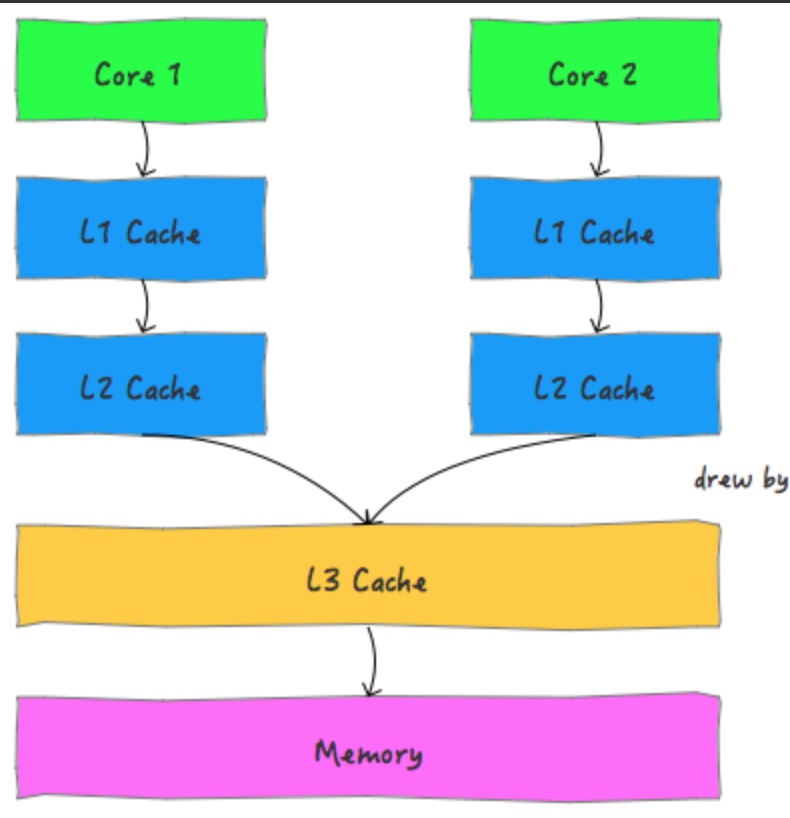 Core 1
Core 2
L1 Cache
L1 Cache
L2 Cache
L2 Cache
drew by
L3 Cache
Memory